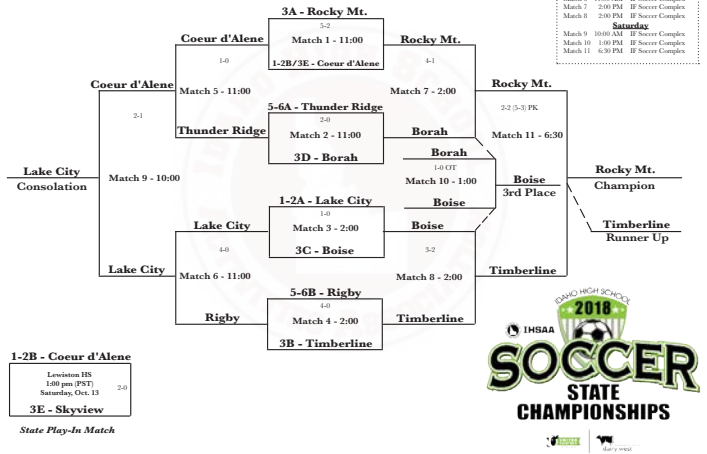 Match 7 2:00 PM IF Soccer Complex
Match 8 2:00 PM IF Soccer Complex
Saturday
Match 9 10:00 AM IF Soccer Complex
Match 10 1:00 PM IF Soccer Complex
Match 11 6:30 PM IF Soccer Complex
3A - Rocky Mt.
5-2
Match 1 - 11:00
1-2B/3E - Coeur d'Alene
Coeur d'Alene
1-0
Match 5 - 11:00
Thunder Ridge
5-6A - Thunder Ridge
2-0
Match 2 - 11:00
3D - Borah
Rocky Mt.
4-1
Match 7 - 2:00
Borah
Coeur d'Alene
2-1
Match 9 - 10:00
Lake City
Lake City
Consolation
Rocky Mt.
2-2 (5-3) PK
Match 11 - 6:30
Timberline
Borah
1-0 OT
Match 10 - 1:00
Boise
Boise
3rd Place
Rocky Mt.
Champion
Timberline
Runner Up
1-2A - Lake City
1-0
Match 3 - 2:00
3C - Boise
Lake City
4-0
Match 6 - 11:00
Rigby
5-6B - Rigby
4-0
Match 4 - 2:00
3B - Timberline
Boise
Match 8 - 2:00
Timberline
1-2B - Coeur d'Alene
Lewiston HS
1:00 pm (PST)
Saturday, Oct. 13
2-0
3E - Skyview
State Play-In Match
IDAHO HIGH SCHOOL
2018
IHSAA
SOCCER
STATE
CHAMPIONSHIPS
dairy west